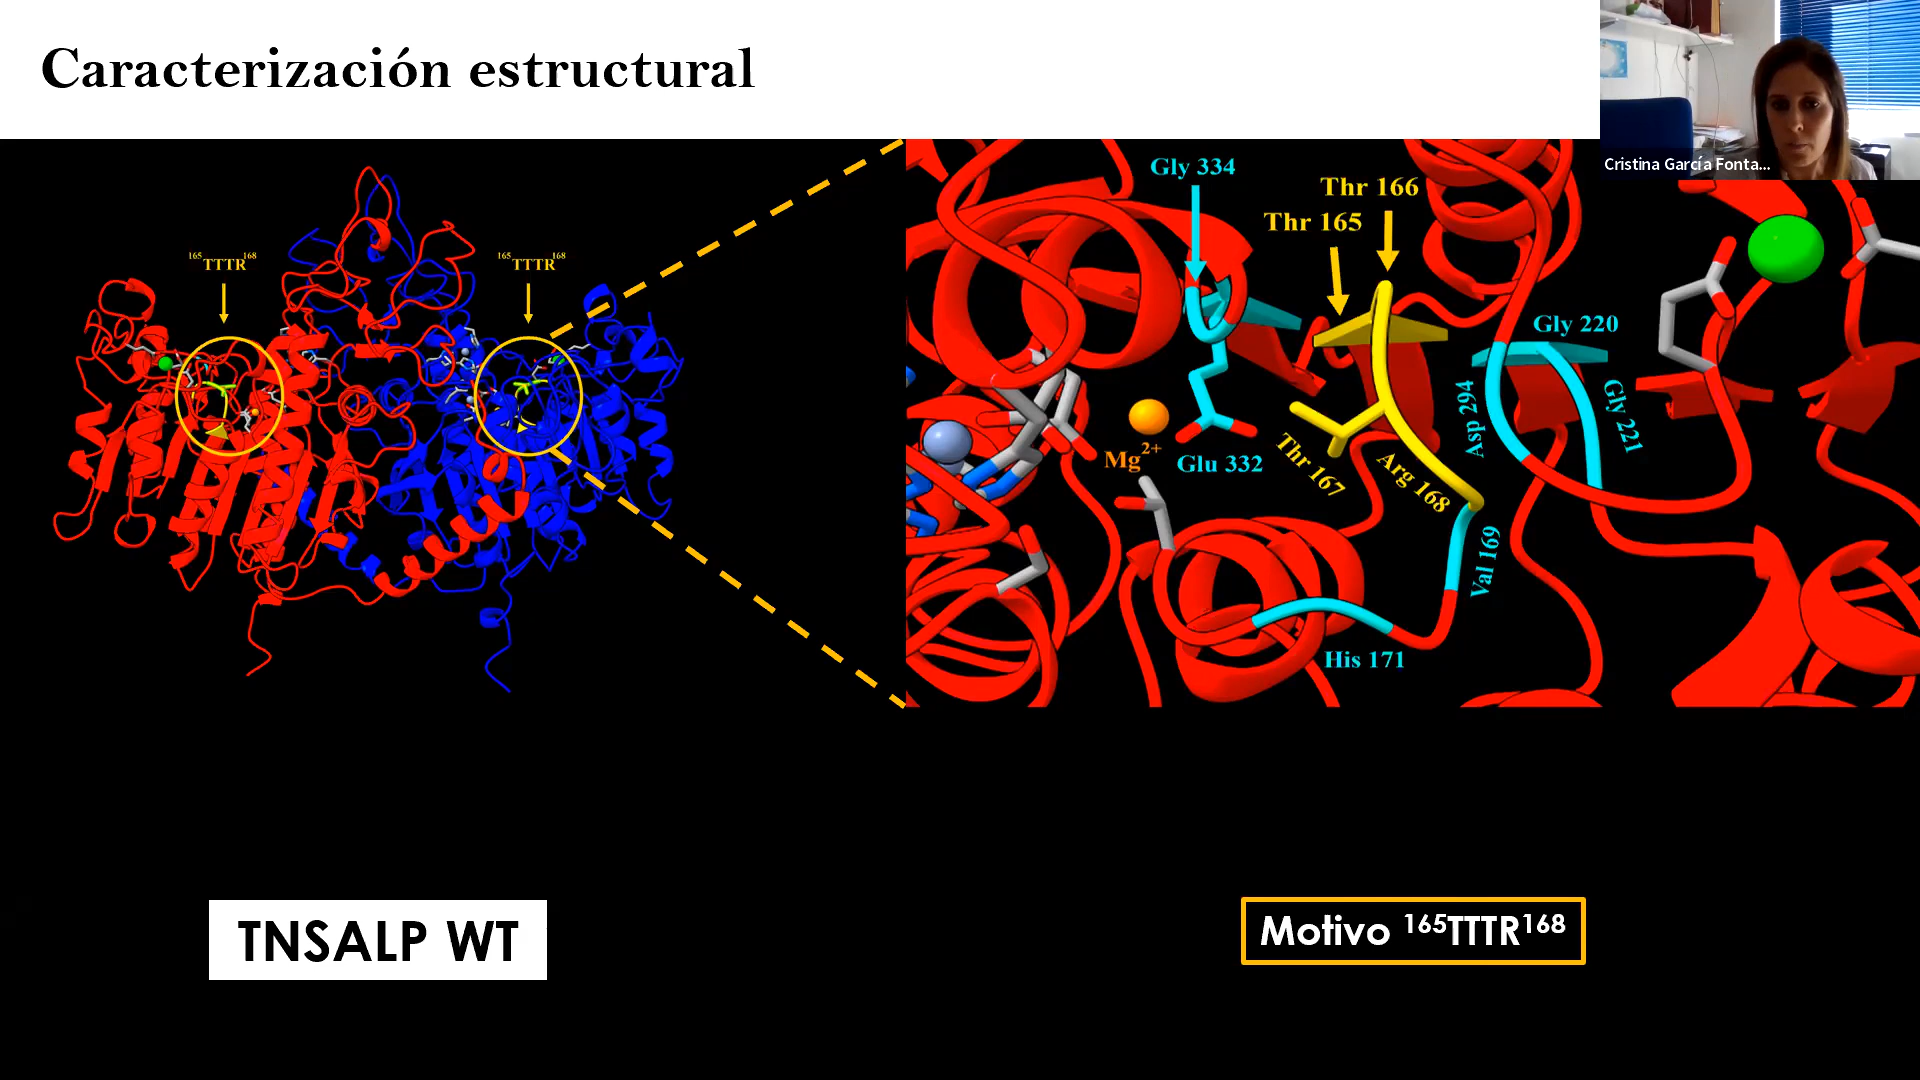 Caracterización estructural
Cristina García Fonta...
165TTTR168
165TTTR168
Gly 334
Thr 166
Thr 165
Gly 220
Asp 294
Gly 221
Mg2+
Glu 332
Thr 167
Arg 168
Val 169
His 171
TNSALP WT
Motivo 165TTTR168